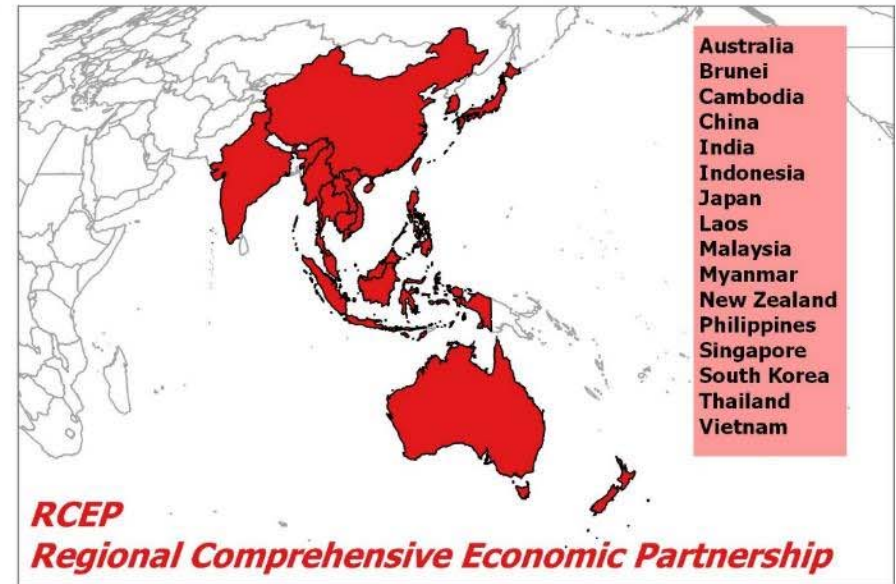 Australia
Brunei
Cambodia
China
India
Indonesia
Japan
Laos
Malaysia
Myanmar
New Zealand
Philippines
Singapore
South Korea
Thailand
Vietnam
RCEP
Regional Comprehensive Economic Partnership